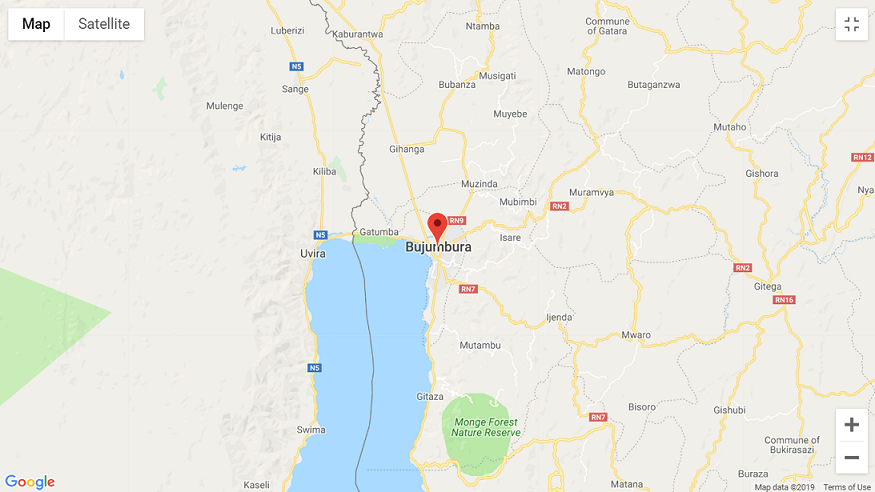 Map
Satellite
Luberizi
Kaburantwa
Ntamba
Commune
of Gatara
N5
Sange
Musigati
Bubanza
Matongo
Butaganzwa
Mulenge
Muyebe
Mutaho
Kitija
Gihanga
RN12
Kiliba
Muzinda
Gishora
Muramvya
Nya
Mubimbi
RN2
RN9
N5
Gatumba
Isare
Uvira
Bujumbura
RN2
RN7
Gitega
RN16
Ijenda
Mwaro
Mutambu
N5
Gitaza
Bisoro
Gishubi
RN7
Monge Forest
Nature Reserve
Swima
Commune of
Bukirasazi
Buraza
Kaseli
Matana
Google
Map data ©2019
Terms of Use